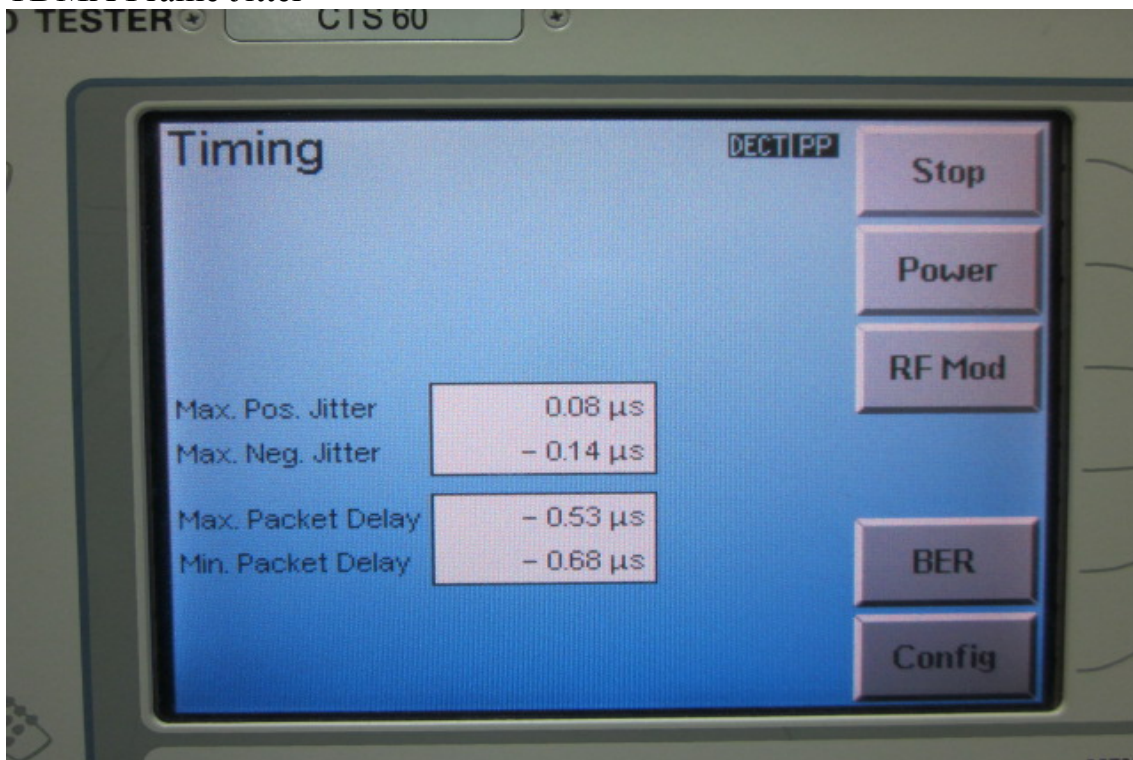 TESTER
CTS 60
Timing
DECT PP
Stop
Power
RF Mod
Max. Pos. Jitter 0.08 µs
Max. Neg. Jitter – 0.14 µs
Max. Packet Delay – 0.53 µs
Min. Packet Delay – 0.68 µs
BER
Config